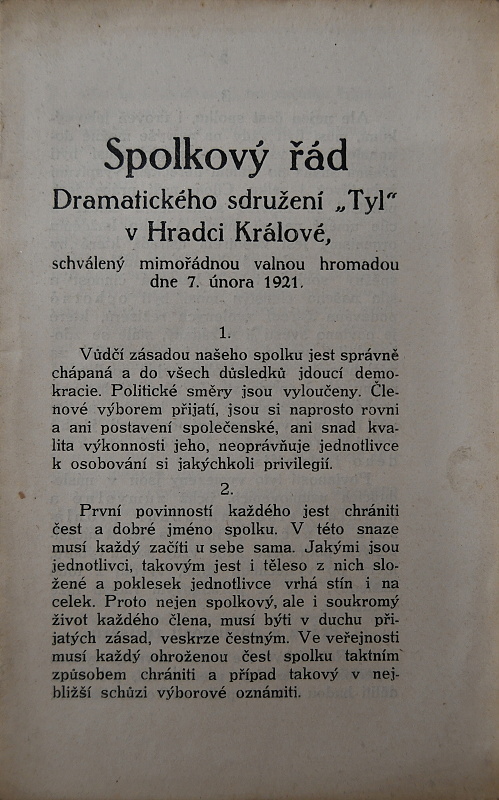 Spolkový řád
Dramatického sdružení „Tyl“
v Hradci Králové,
schválený mimořádnou valnou hromadou
dne 7. února 1921.
1.
Vůdčí zásadou našeho spolku jest správně
chápaná a do všech důsledků jdoucí demo-
kracie. Politické směry jsou vyloučeny. Čle-
nové výborem přijatí, jsou si naprosto rovni
a ani postavení společenské, ani snad kva-
lita výkonnosti jeho, neoprávňuje jednotlivce
k osobování si jakýchkoli privilegií.
2.
První povinností každého jest chrániti
čest a dobré jméno spolku. V této snaze
musí každý začíti u sebe sama. Jakými jsou
jednotlivci, takovým jest i těleso z nich slo-
žené a poklesek jednotlivce vrhá stín i na
celek. Proto nejen spolkový, ale i soukromý
život každého člena, musí býti v duchu při-
jatých zásad, veskrze čestným. Ve veřejnosti
musí každý ohroženou čest spolku taktním
způsobem chrániti a případ takový v nej-
bližší schůzi výborové oznámiti.